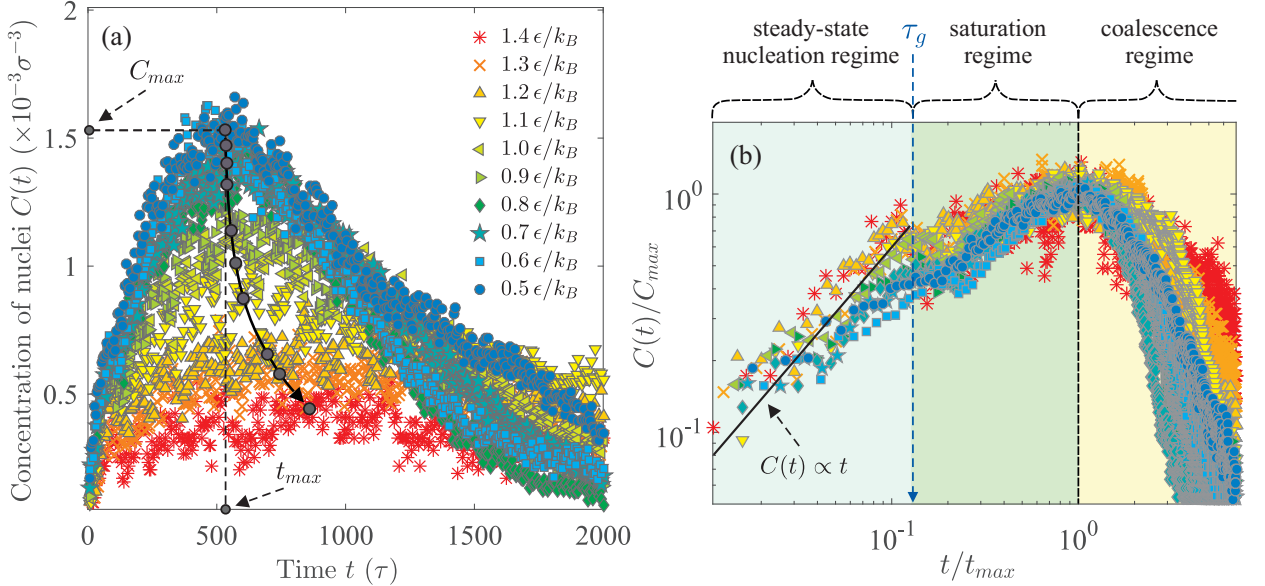 (a)
C_max
t_max
Concentration of nuclei C(t) (×10⁻³σ⁻³)
2
1.5
1
0.5
0
500
1000
1500
2000
Time t (τ)
1.4 ϵ/k_B
1.3 ϵ/k_B
1.2 ϵ/k_B
1.1 ϵ/k_B
1.0 ϵ/k_B
0.9 ϵ/k_B
0.8 ϵ/k_B
0.7 ϵ/k_B
0.6 ϵ/k_B
0.5 ϵ/k_B
steady-state
nucleation regime
τ_g
saturation
regime
coalescence
regime
(b)
C(t)/C_max
10⁰
10⁻¹
C(t) ∝ t
10⁻¹
10⁰
t/t_max